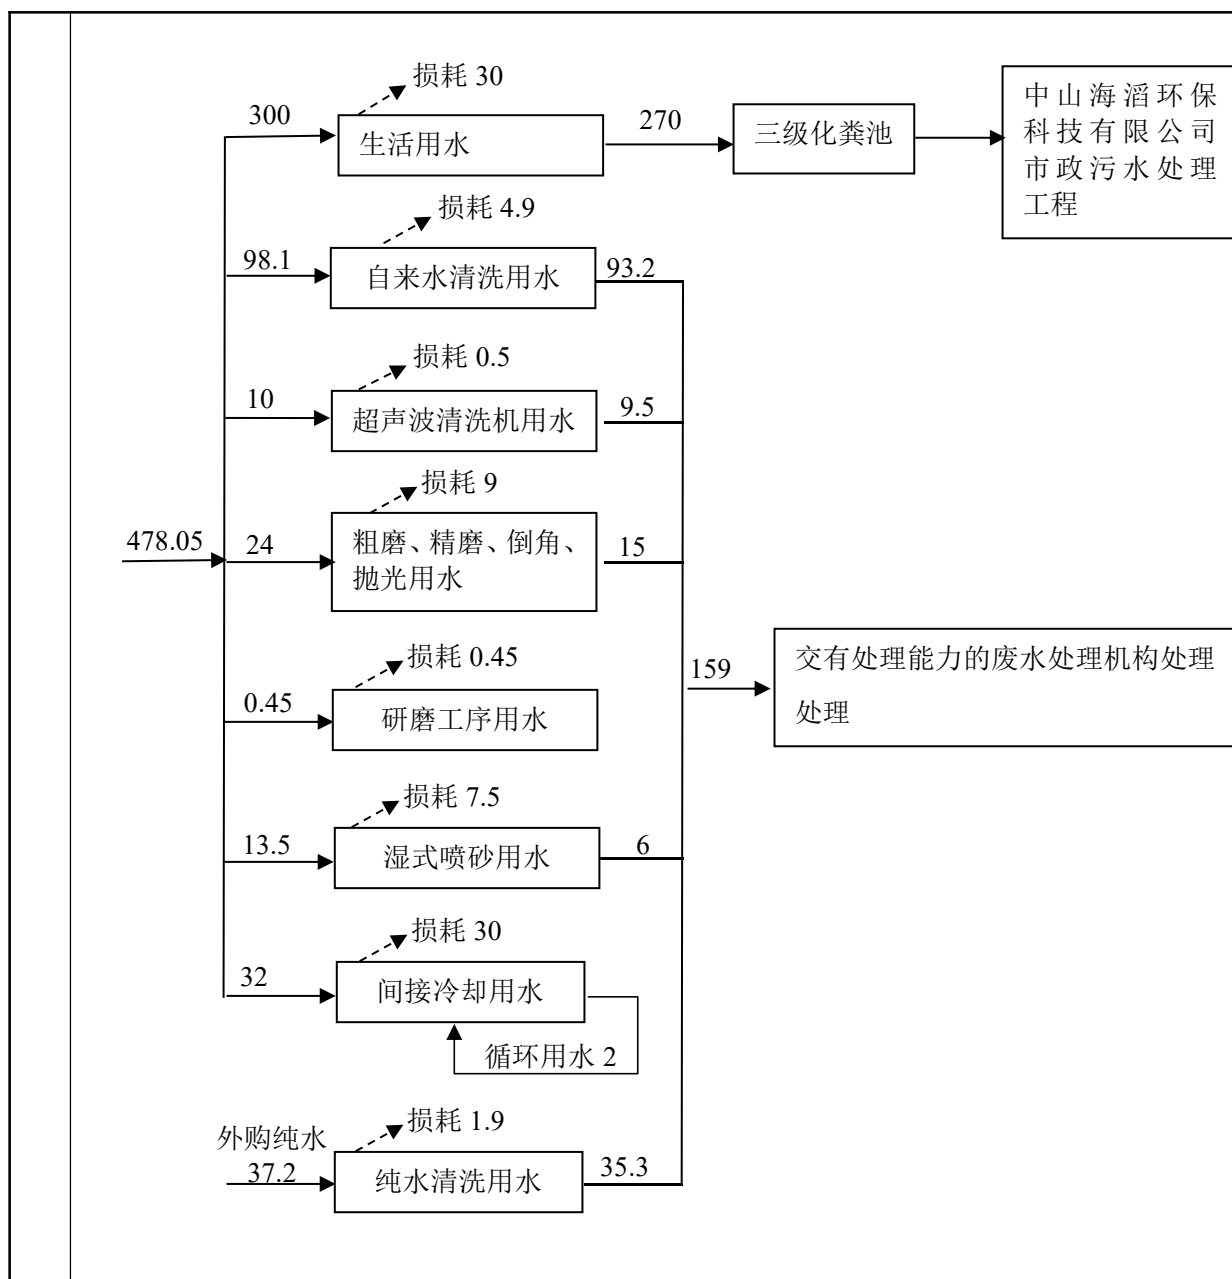 损耗 30
300
生活用水
270
三级化粪池
中山海滔环保
科技有限公司
市政污水处理
工程
损耗 4.9
98.1
自来水清洗用水
93.2
损耗 0.5
10
超声波清洗机用水
9.5
损耗 9
478.05
24
粗磨、精磨、倒角、
抛光用水
15
损耗 0.45
0.45
研磨工序用水
159
交有处理能力的废水处理机构处理
处理
损耗 7.5
13.5
湿式喷砂用水
6
损耗 30
32
间接冷却用水
循环用水 2
损耗 1.9
外购纯水
37.2
纯水清洗用水
35.3